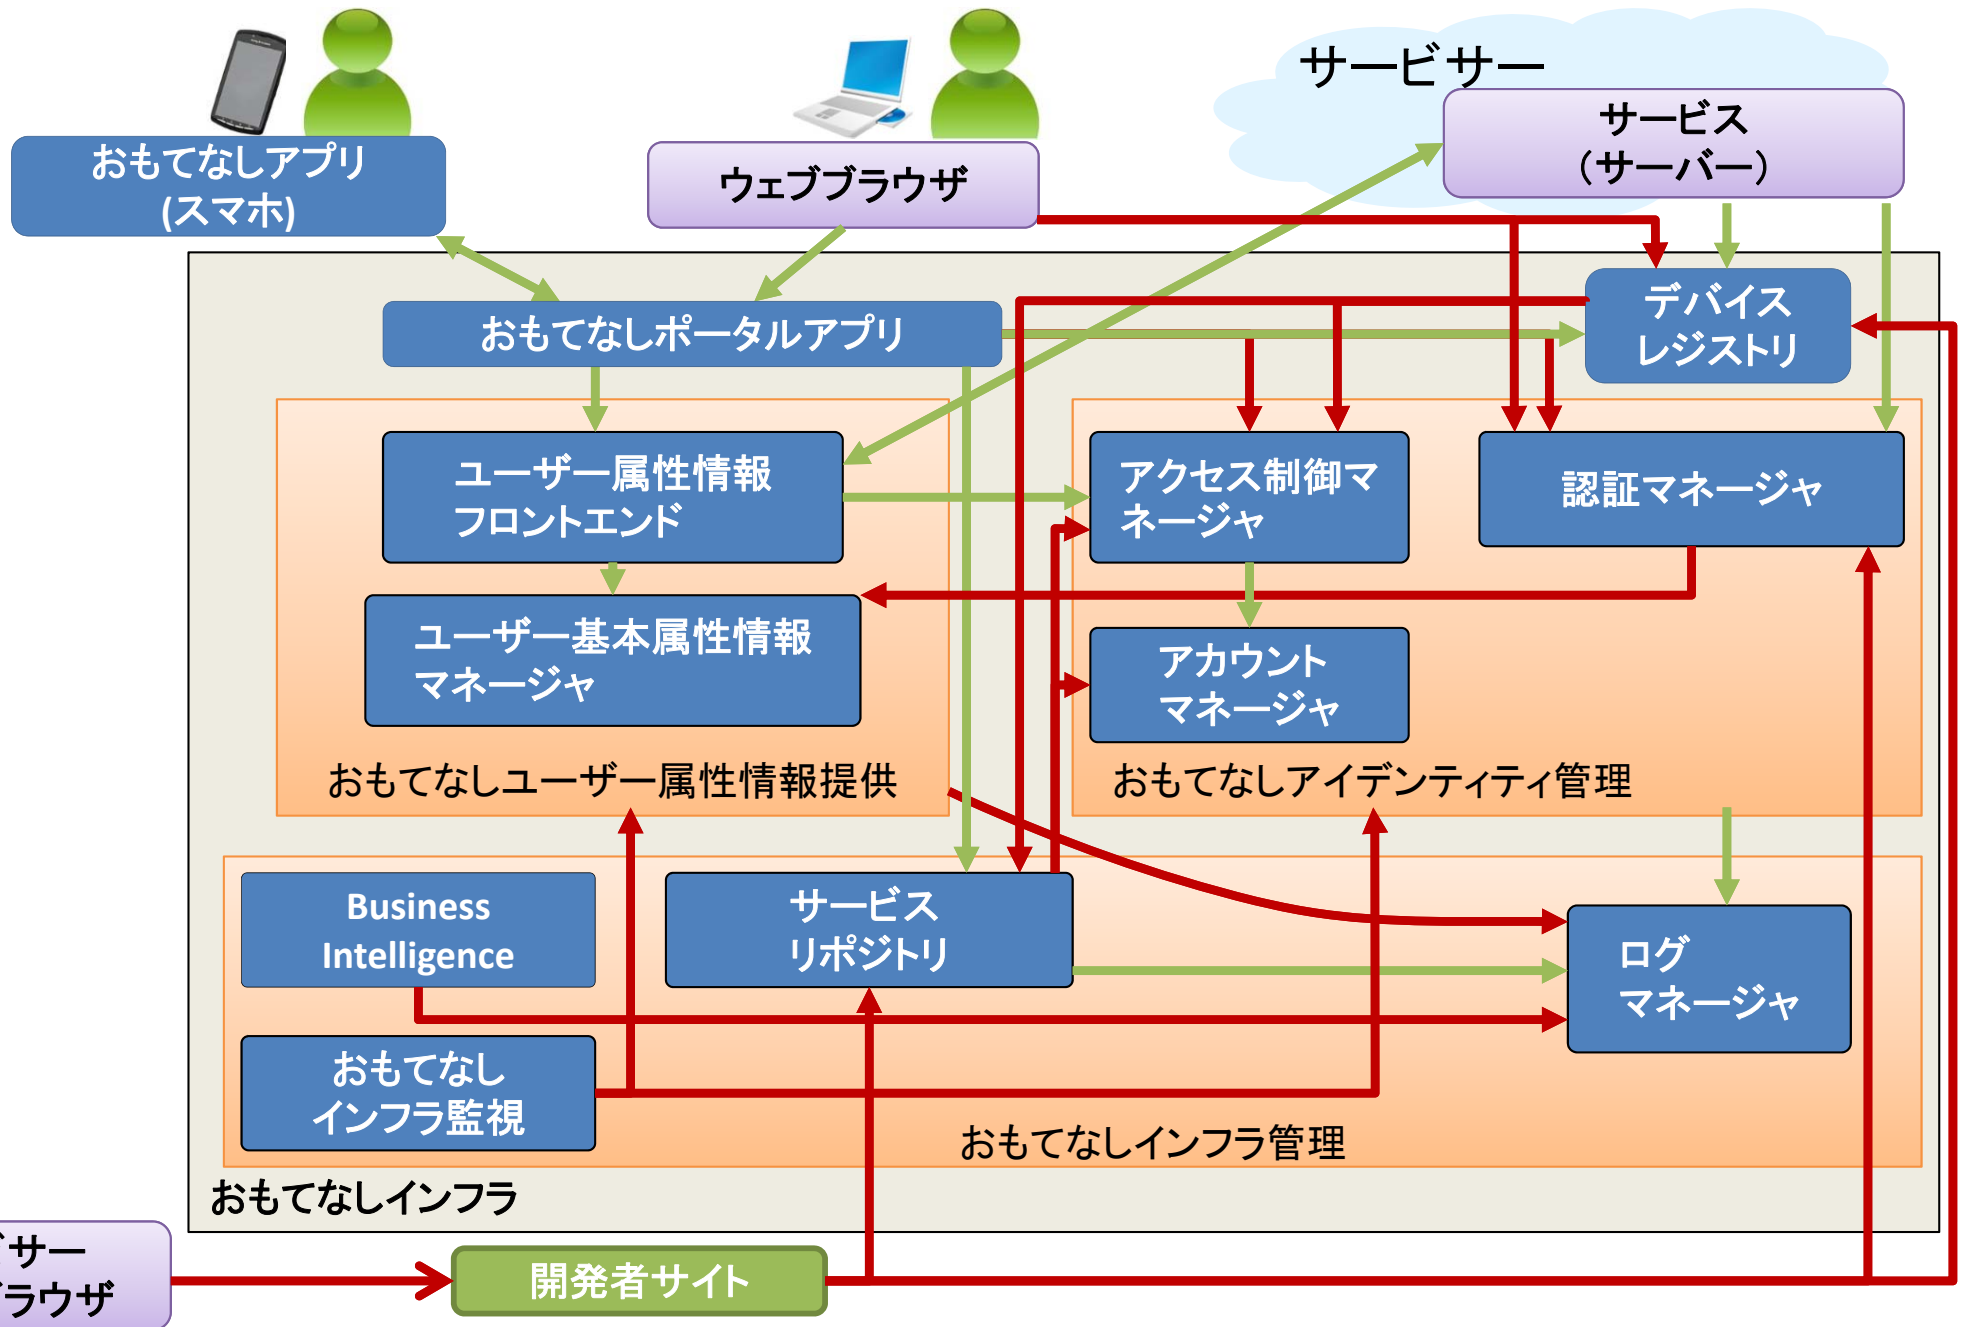 サービサー
サービス
（サーバー）
おもてなしアプリ
(スマホ)
ウェブブラウザ
デバイス
レジストリ
おもてなしポータルアプリ
ユーザー属性情報
フロントエンド
アクセス制御マ
ネージャ
認証マネージャ
ユーザー基本属性情報
マネージャ
アカウント
マネージャ
おもてなしユーザー属性情報提供
おもてなしアイデンティティ管理
Business
Intelligence
サービス
リポジトリ
ログ
マネージャ
おもてなし
インフラ監視
おもてなしインフラ管理
おもてなしインフラ
サー
ラウザ
開発者サイト